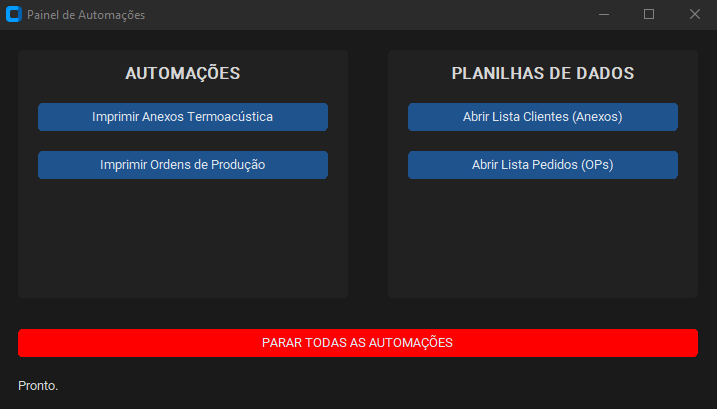 Painel de Automações
AUTOMAÇÕES
Imprimir Anexos Termoacústica
Imprimir Ordens de Produção
PLANILHAS DE DADOS
Abrir Lista Clientes (Anexos)
Abrir Lista Pedidos (OPs)
PARAR TODAS AS AUTOMAÇÕES
Pronto.